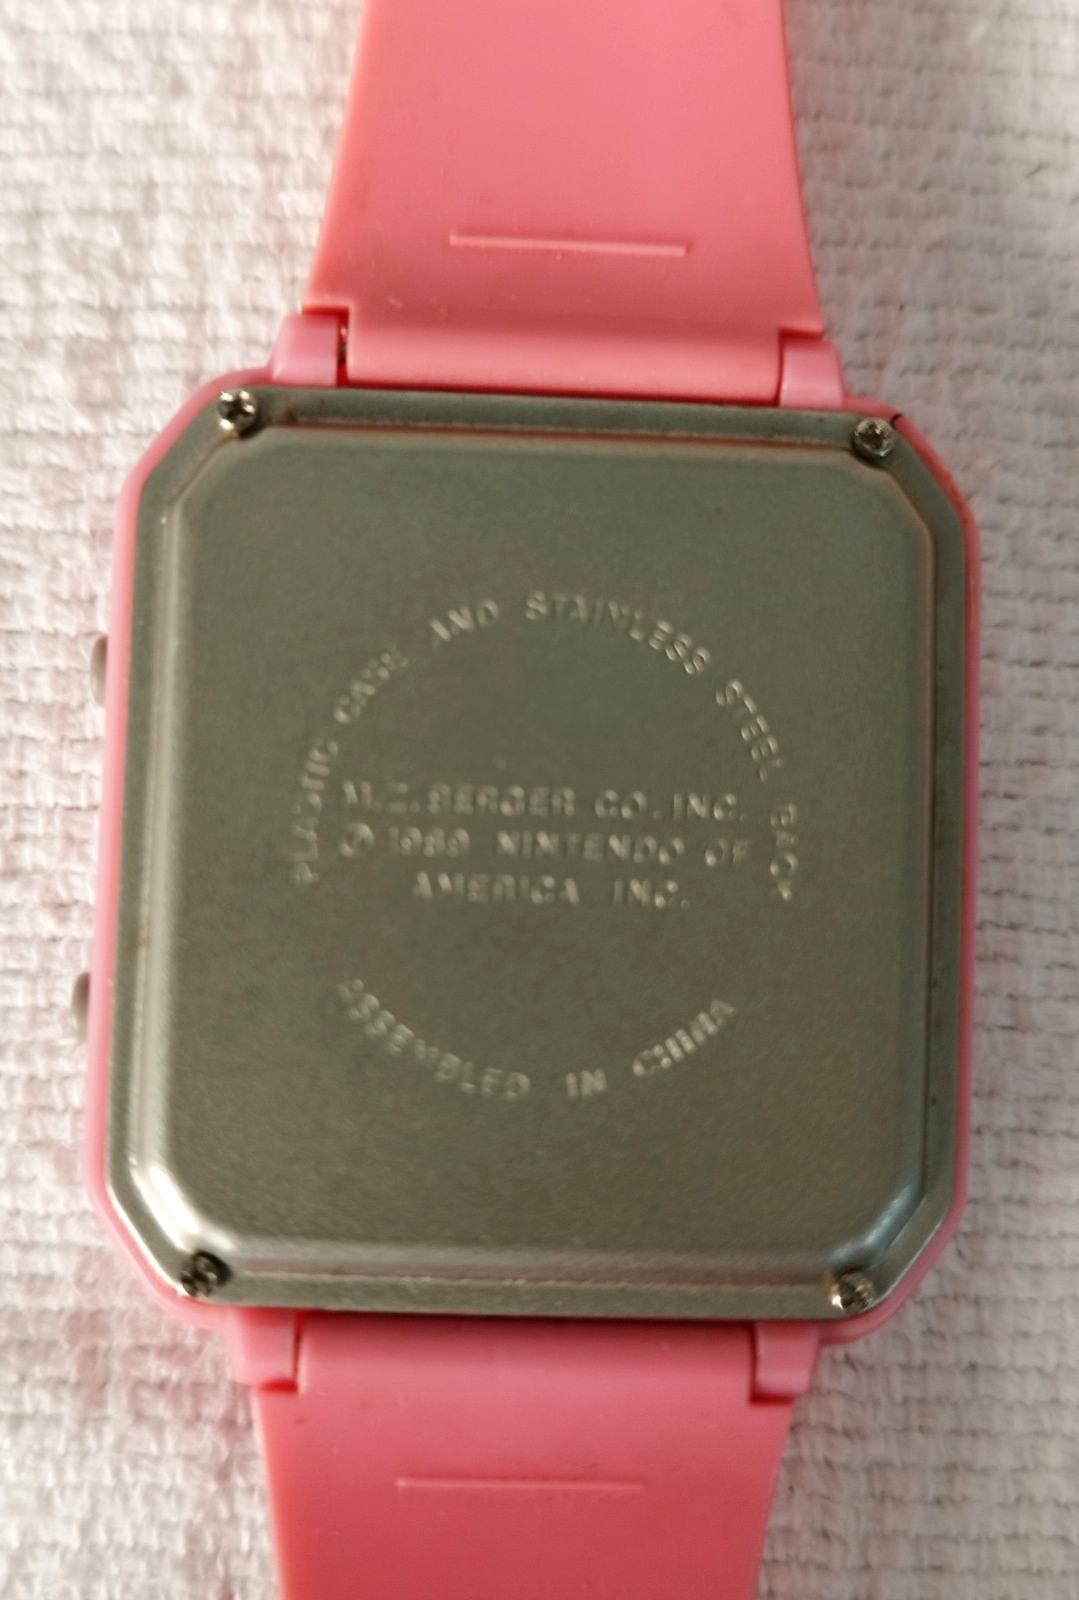 PLASTIC CASE AND STAINLESS STEEL BACK
M.Z.BERGER CO.INC.
© 1989 NINTENDO OF
AMERICA INC.
ASSEMBLED IN CHINA